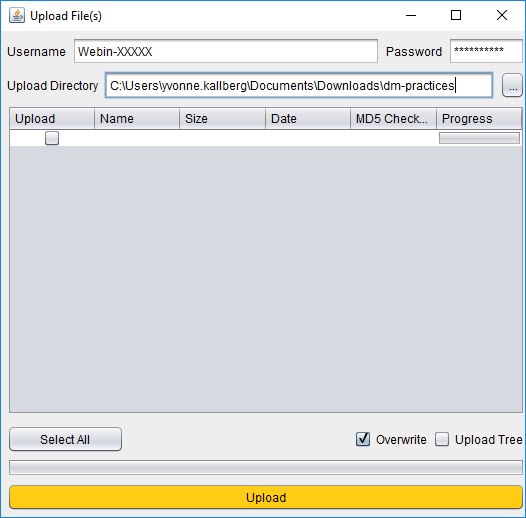 Upload File(s)
Username Webin-XXXXX Password **********
Upload Directory C:\Users\yvonne.kallberg\Documents\Downloads\dm-practices ...
Upload Name Size Date MD5 Check... Progress
Select All Overwrite Upload Tree
Upload